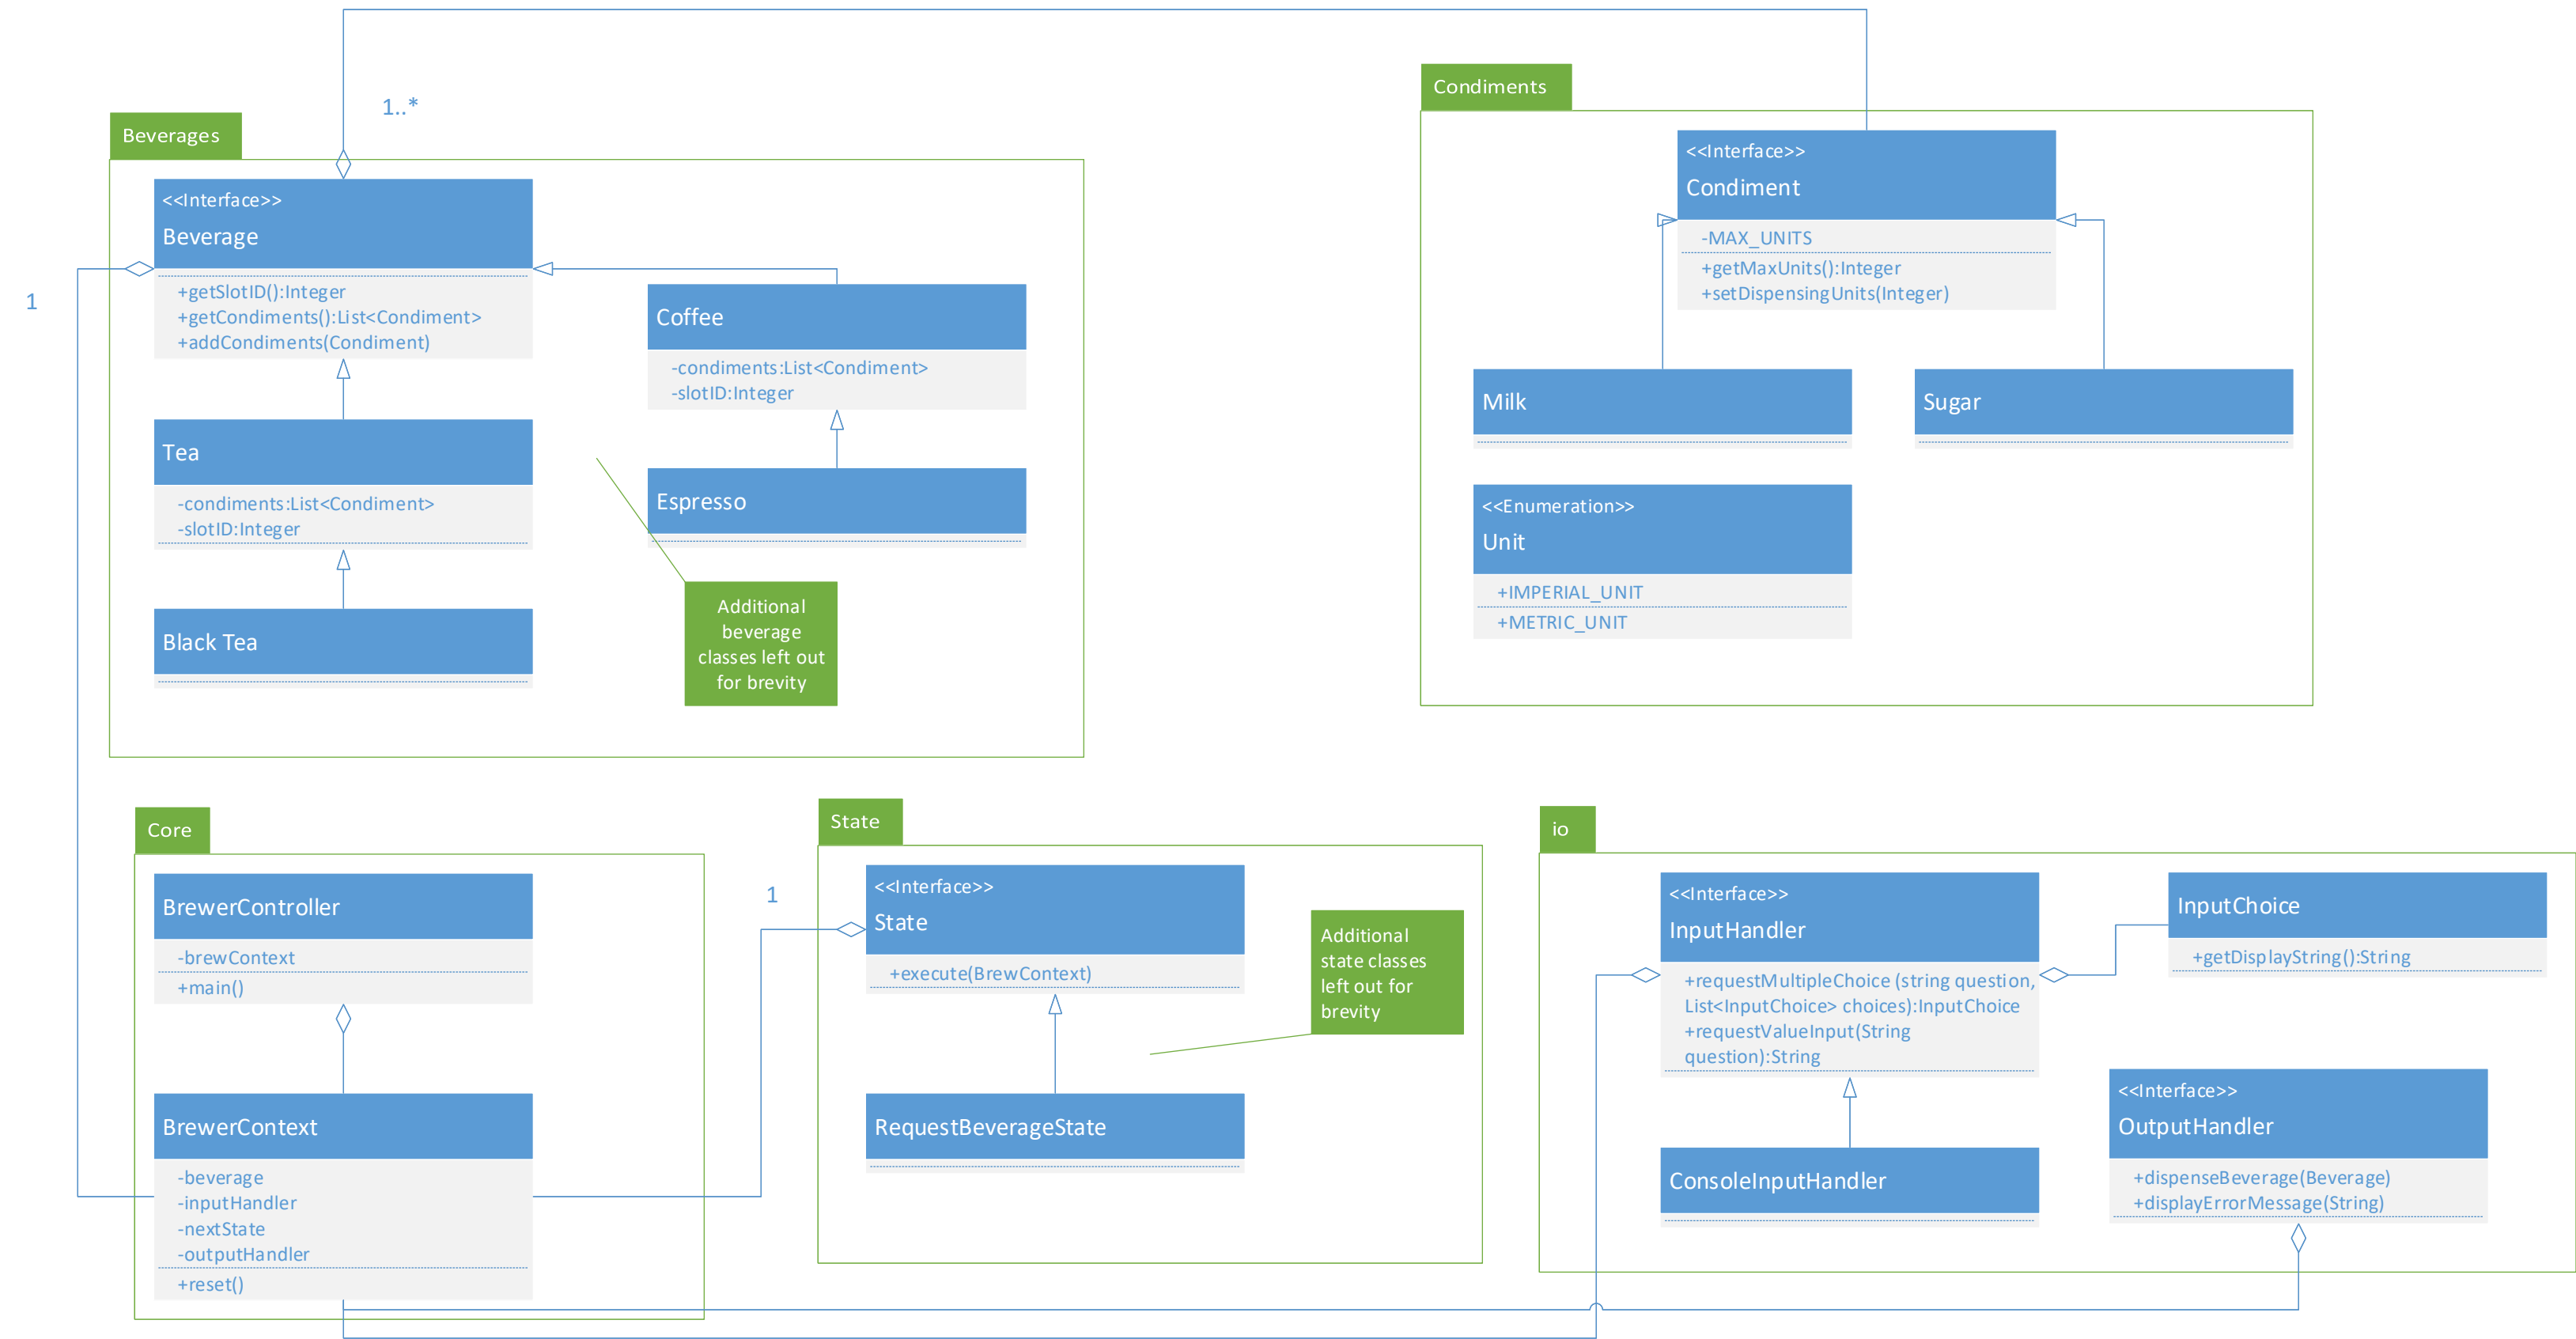 1..*
Beverages
<<Interface>>
Beverage
+getSlotID():Integer
+getCondiments():List<Condiment>
+addCondiments(Condiment)
1
Coffee
-condiments:List<Condiment>
-slotID:Integer
Tea
-condiments:List<Condiment>
-slotID:Integer
Espresso
Black Tea
Additional
beverage
classes left out
for brevity
Condiments
<<Interface>>
Condiment
-MAX_UNITS
+getMaxUnits():Integer
+setDispensingUnits(Integer)
Milk
Sugar
<<Enumeration>>
Unit
+IMPERIAL_UNIT
+METRIC_UNIT
Core
BrewerController
-brewContext
+main()
BrewerContext
-beverage
-inputHandler
-nextState
-outputHandler
+reset()
1
State
<<Interface>>
State
+execute(BrewContext)
RequestBeverageState
Additional
state classes
left out for
brevity
io
<<Interface>>
InputHandler
+requestMultipleChoice (string question,
List<InputChoice> choices):InputChoice
+requestValueInput(String
question):String
InputChoice
+getDisplayString():String
ConsoleInputHandler
<<Interface>>
OutputHandler
+dispenseBeverage(Beverage)
+displayErrorMessage(String)